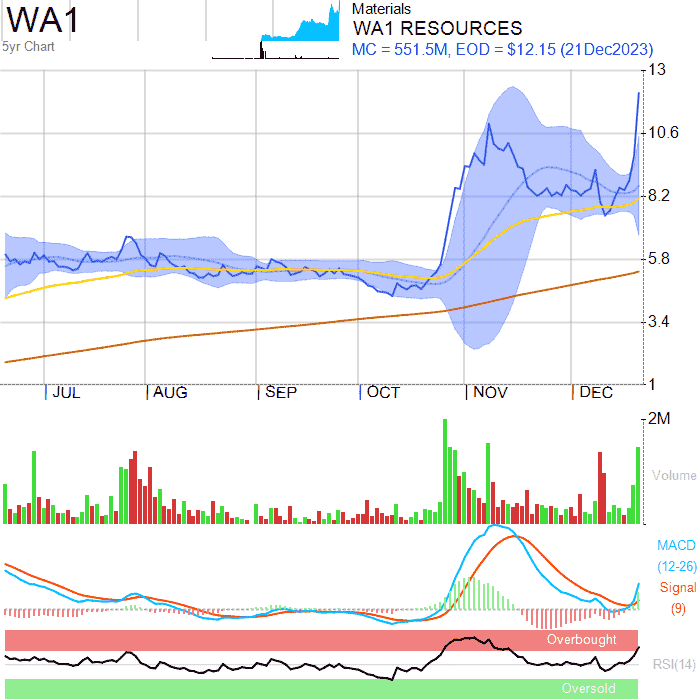 WA1
5yr Chart
Materials
WA1 RESOURCES
MC = 551.5M, EOD = $12.15 (21Dec2023)
13
10.6
8.2
5.8
3.4
1
JUL AUG SEP OCT NOV DEC
2M
Volume
MACD
(12-26)
Signal
(9)
Overbought
RSI(14)
Oversold